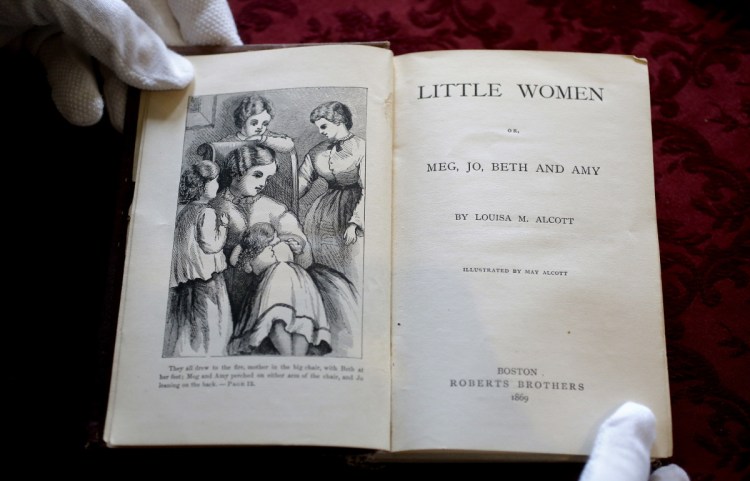 They all drew to the fire, mother in the big chair, with Beth at
her feet; Meg and Amy perched on either arm of the chair, and Jo
leaning on the back. — PAGE 12.
LITTLE WOMEN
OR,
MEG, JO, BETH AND AMY
BY LOUISA M. ALCOTT
ILLUSTRATED BY MAY ALCOTT
BOSTON
ROBERTS BROTHERS
1869